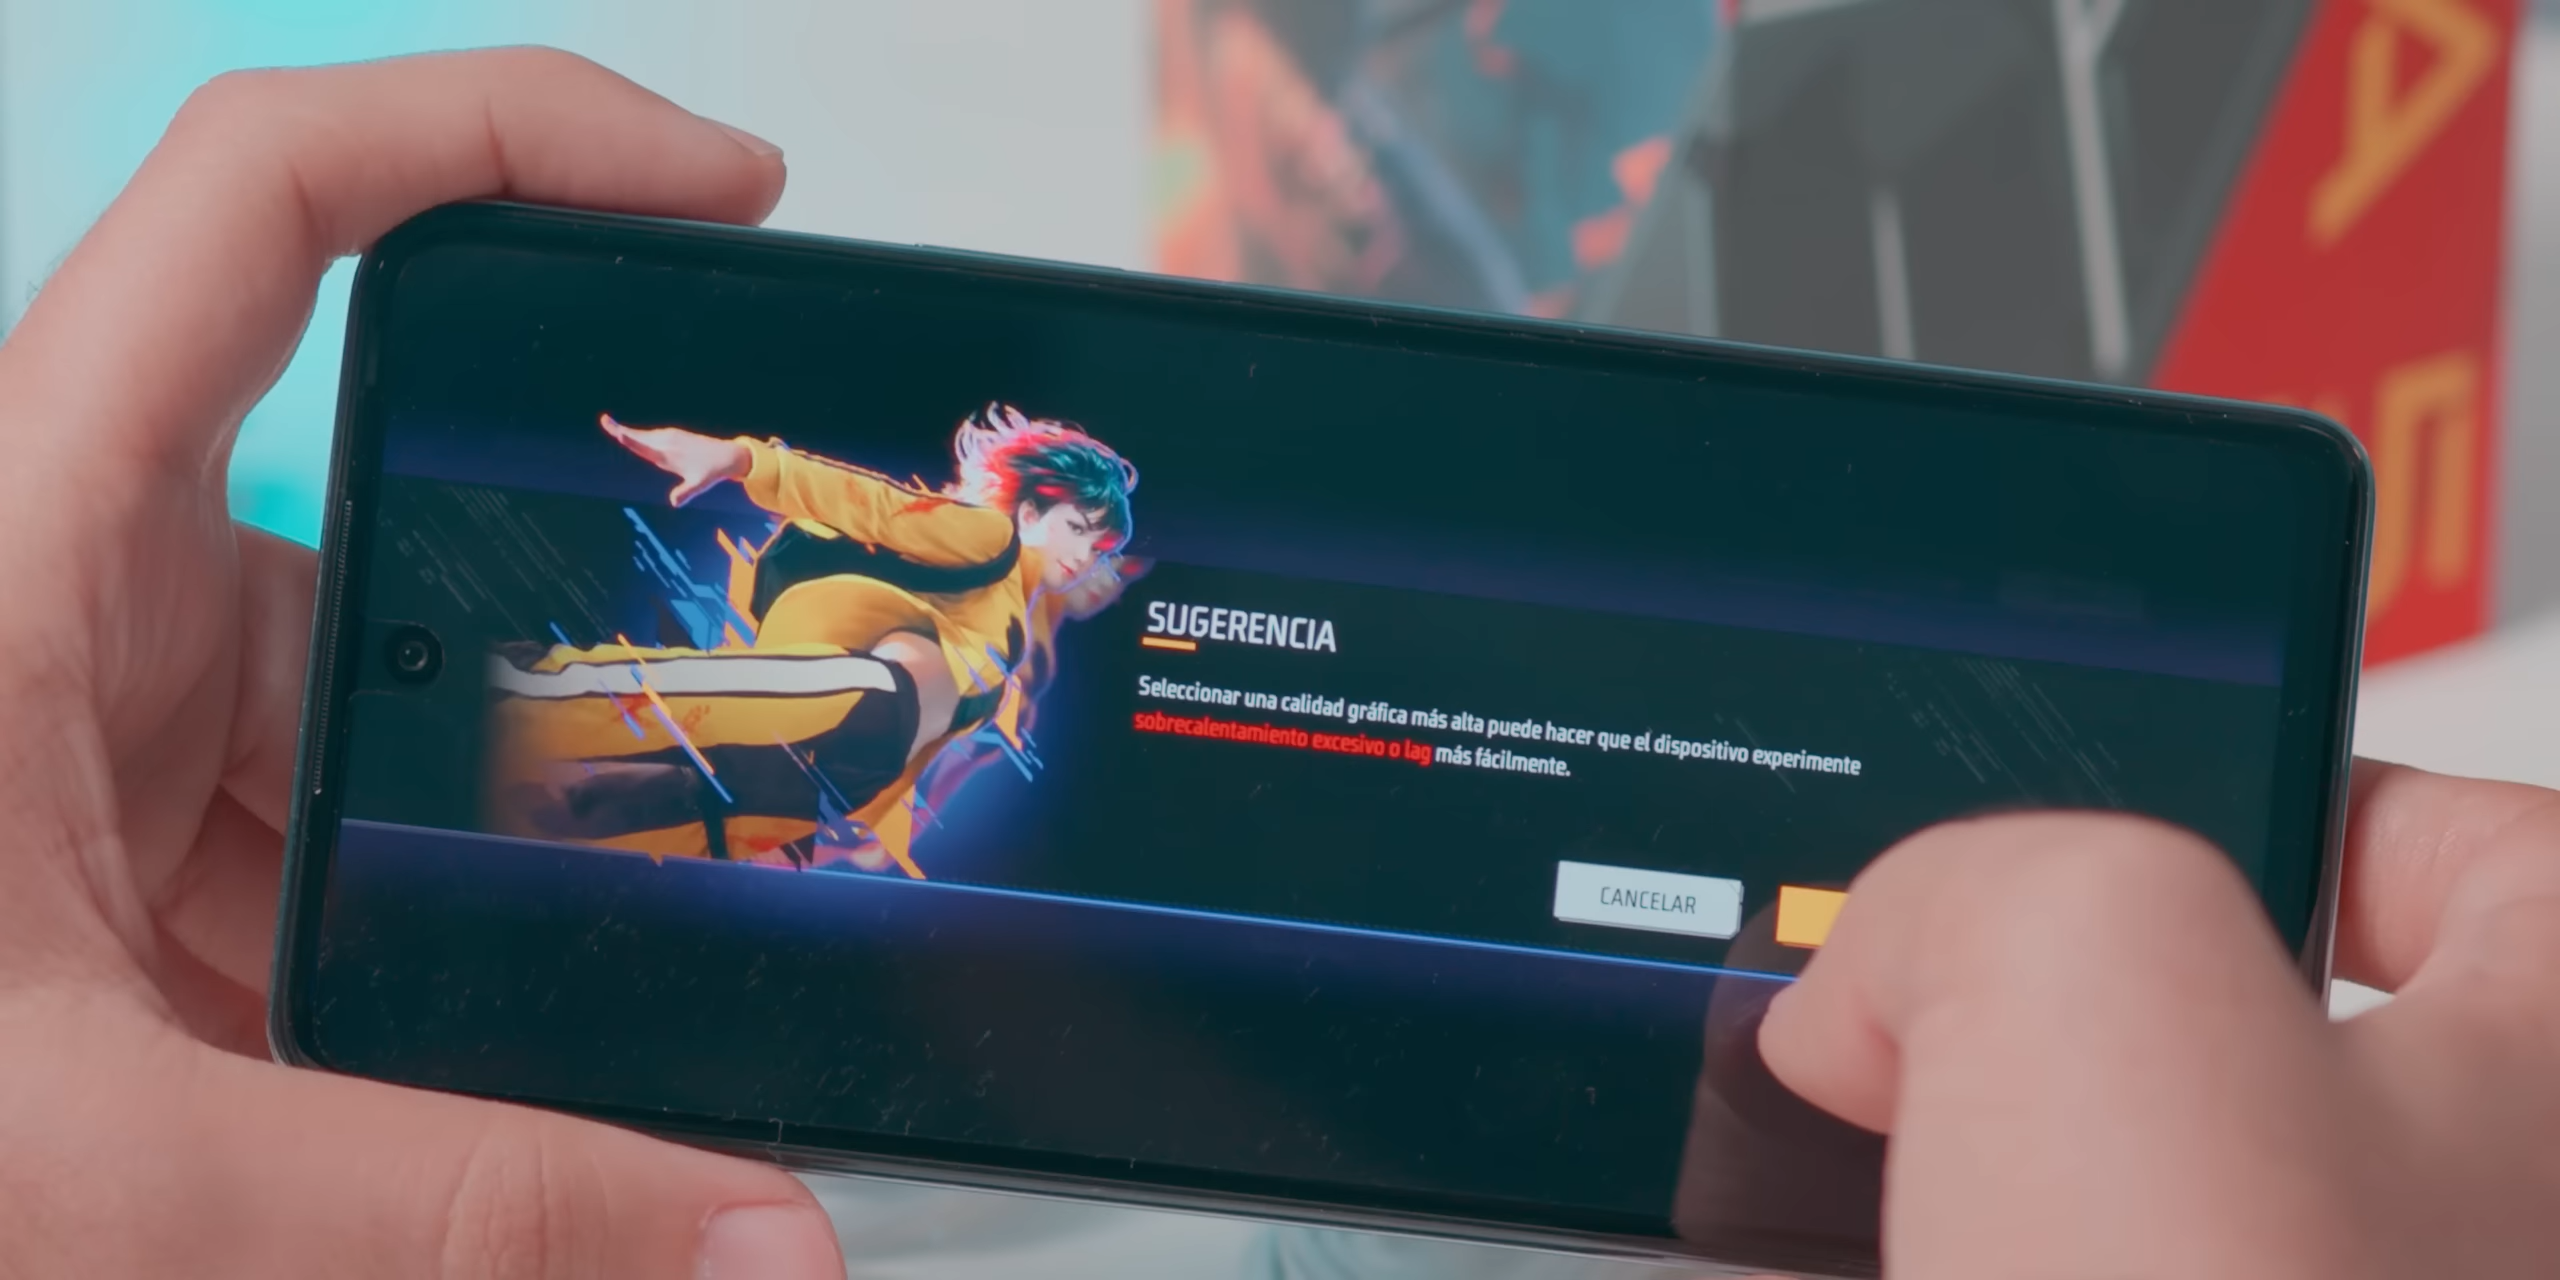 SUGERENCIA
Seleccionar una calidad gráfica más alta puede hacer que el dispositivo experimente
sobrecalentamiento excesivo o lag más fácilmente.
CANCELAR